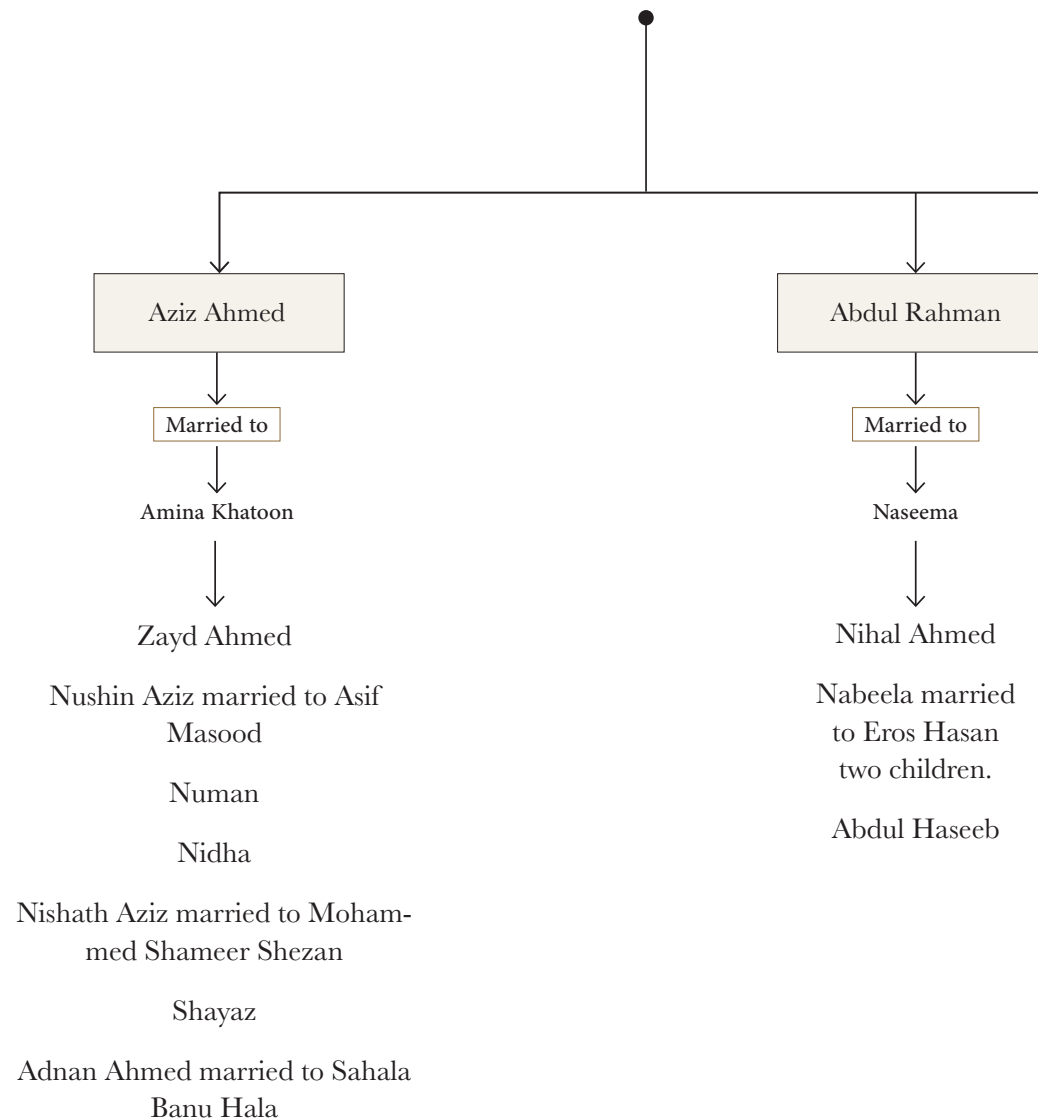 Aziz Ahmed
Married to
Amina Khatoon
Zayd Ahmed
Nushin Aziz married to Asif
Masood
Numan
Nidha
Nishath Aziz married to Moham-
med Shameer Shezan
Shayaz
Adnan Ahmed married to Sahala
Banu Hala
Abdul Rahman
Married to
Naseema
Nihal Ahmed
Nabeela married
to Eros Hasan
two children.
Abdul Haseeb